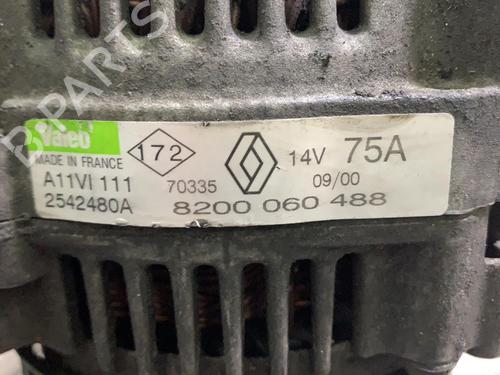 B-PARTS
Valeo
MADE IN FRANCE
172
14V 75A
A11VI 111
70335
09/00
2542480A
8200 060 488